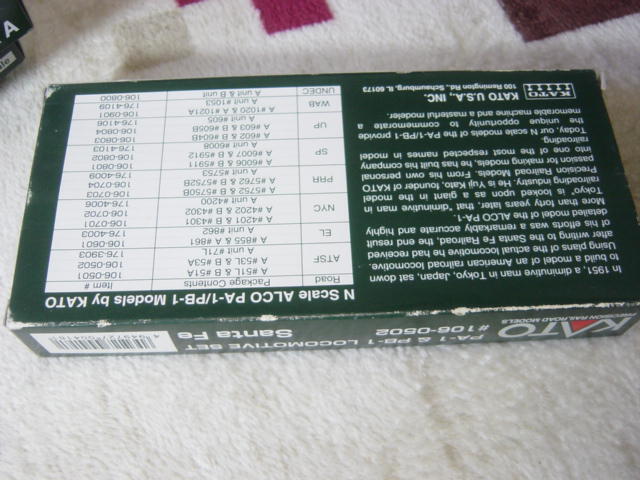 KATO
PRECISION RAILROAD MODELS
PA-1 & PB-1 LOCOMOTIVE SET
#106-0502
Santa Fe
In 1951, a diminutive man in Tokyo, Japan, sat down
to build a model of an American railroad locomotive.
Using plans of the actual locomotive he had received
after writing to the Santa Fe Railroad, the end result
of his efforts was a remarkably accurate and highly
detailed model of the ALCO PA-1.
More than forty years later, that "diminutive" man in
Tokyo, is looked upon as a giant in the model
railroading industry. He is Yuji Kato, founder of KATO
Precision Railroad Models. From his own personal
passion for making models, he has built his company
into one of the most respected names in model
railroading.
Today, our N scale models the PA-1/PB-1 provide
the unique opportunity to commemorate a
memorable machine and a masterful modeler.
KATO
KATO U.S.A., INC.
100 Remington Rd., Schaumburg, IL 60173
N Scale ALCO PA-1/PB-1 Models by KATO
Road Package Contents Item #
ATSF A #51L & B #51A 106-0501
A #53L & B #53A 106-0502
A unit #71L 176-3903
EL A #855 & A #861 106-0601
A unit #862 176-4003
NYC A #4201 & B #4301 106-0701
A #4204 & B #4302 106-0702
A unit #4200 176-4006
PRR A #5752 & B #5750B 106-0703
A #5762 & B #5752B 106-0704
A unit #5753 176-4009
SP A #6006 & B #5911 106-0801
A #6007 & B #5912 106-0802
A unit #6008 176-4103
UP A #602 & B #604B 106-0803
A #603 & B #605B 106-0804
A unit #605 176-4106
WAB A #1020 & A #1021A 106-0901
A unit #1053 176-4109
UNDEC A unit & B unit 106-0800
A